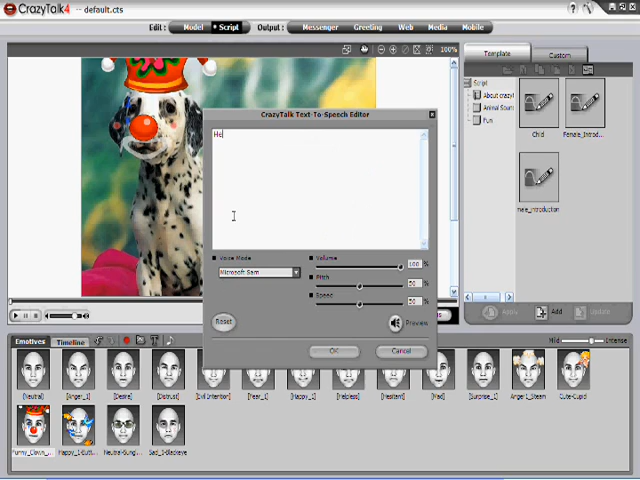 CrazyTalk4 -- default.cts
Edit : Model Script Output : Messenger Greeting Web Media Mobile
100%
Template Custom
Script
About crazyt
Animal Soun
Fun
Child Female_Introdu...
male_introduction
CrazyTalk Text-To-Speech Editor
He
Voice Mode
Microsoft Sam
Volume 100 %
Pitch 50 %
Speed 50 %
Reset
Preview
OK Cancel
Apply Add Update
Emotives Timeline
Mild Intense
[Neutral] [Anger_1] [Desire] [Distrust] [Evil Intention] [Fear_1] [Happy_1] [Helpless] [Hesitant] [Mad] [Surprise_1] Anger1_Steam Cute-Cupid
Funny_Clown_... Happy_1-Butt... Neutral-Sungl... Sad_1-Blackeye